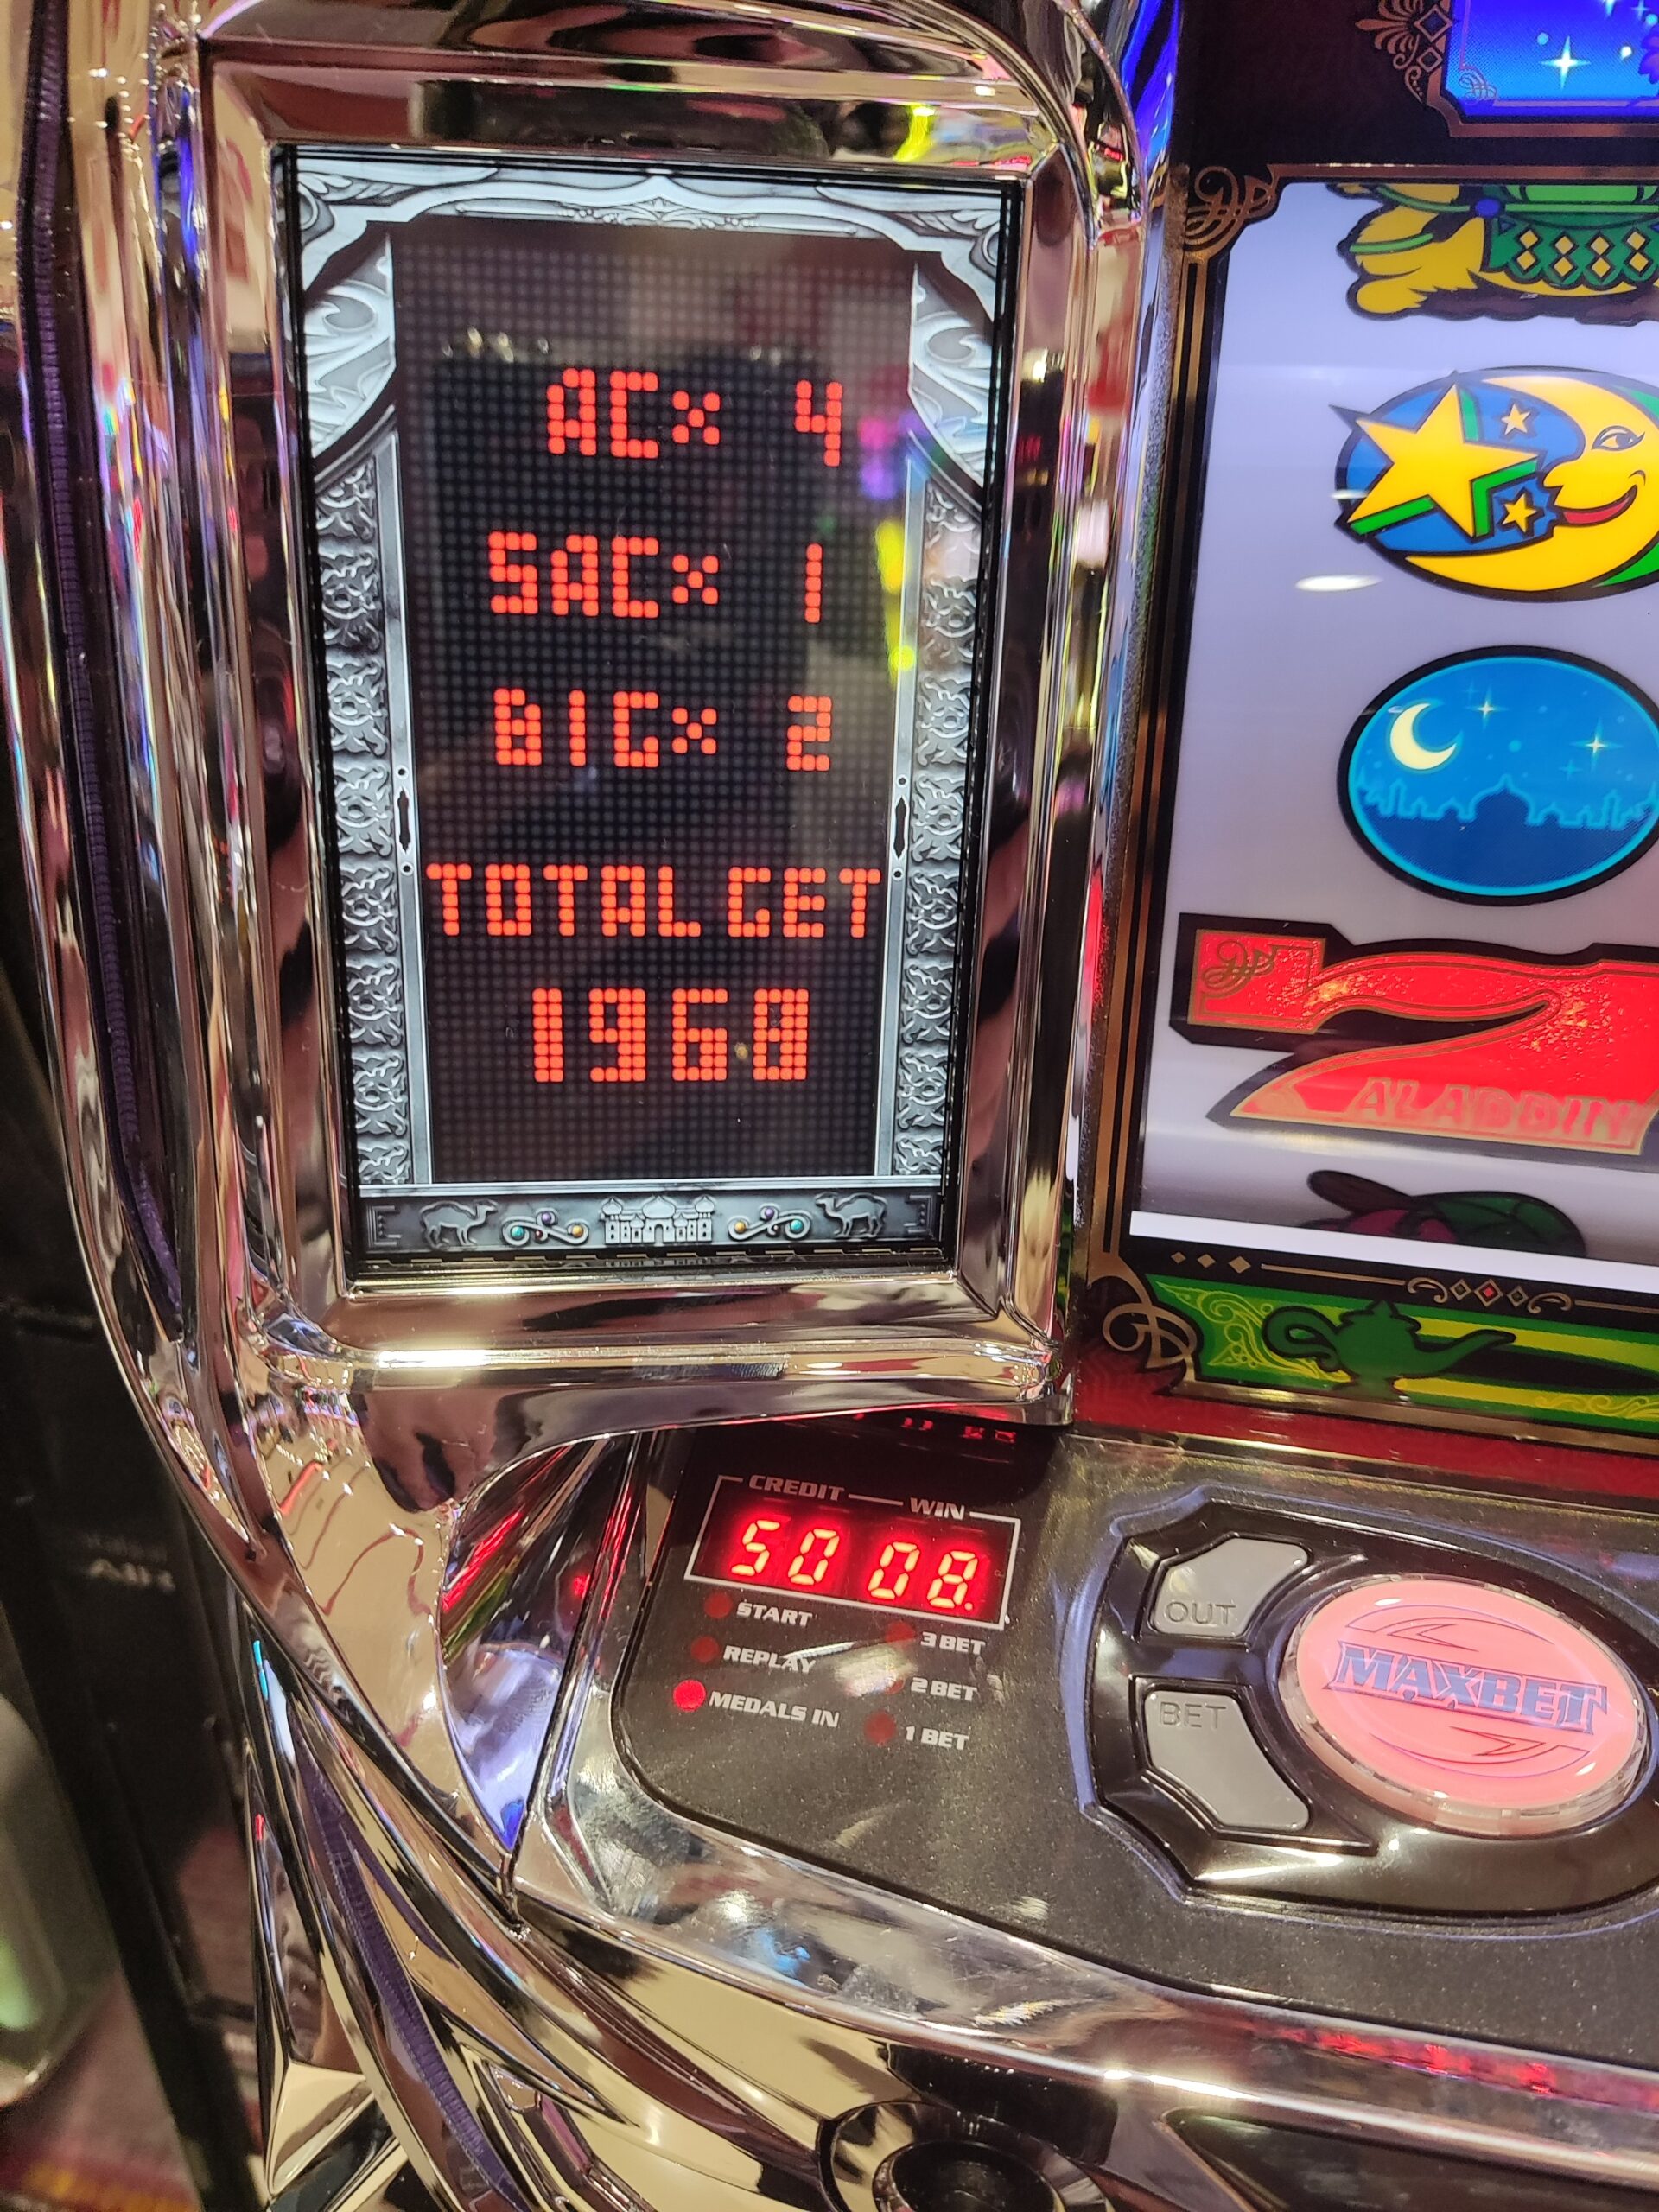 AC× 4
SAC× 1
BIG× 2
TOTAL GET
1968
ALADDIN
CREDIT WIN
50 08
START
REPLAY
MEDALS IN
3 BET
2 BET
1 BET
OUT
BET
MAXBET